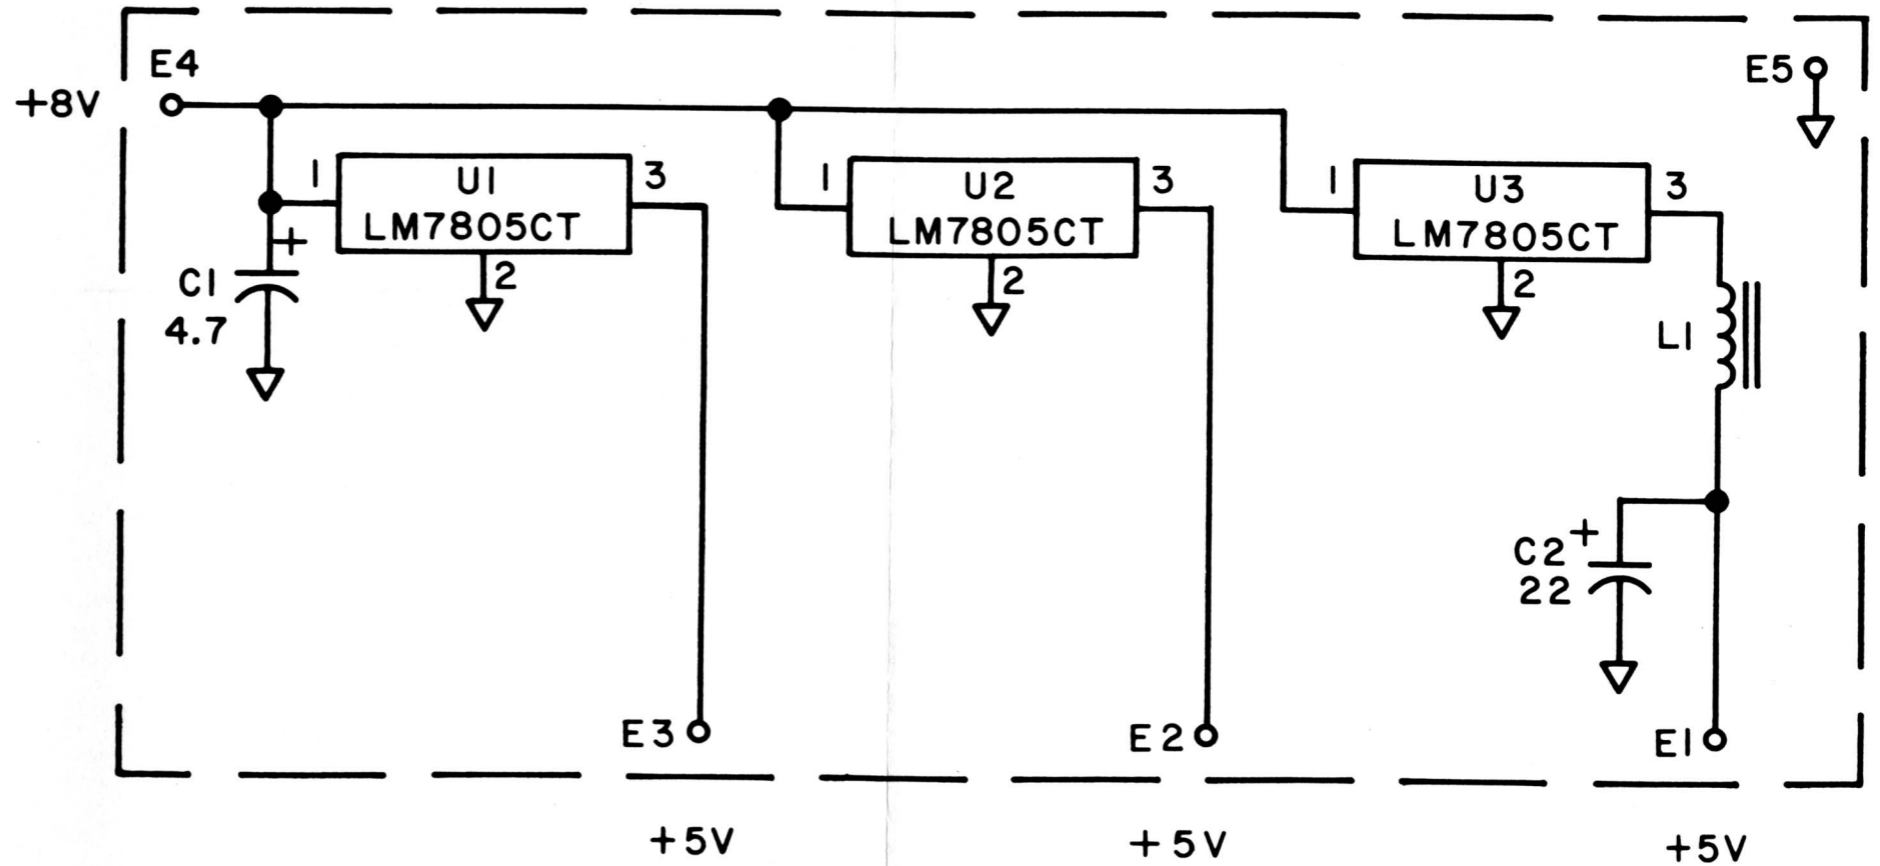 E4
E5
+8V
1
U1
LM7805CT
3
2
1
U2
LM7805CT
3
2
1
U3
LM7805CT
3
2
+
C1
4.7
L1
+
C2
22
E3
E2
E1
+5V
+5V
+5V